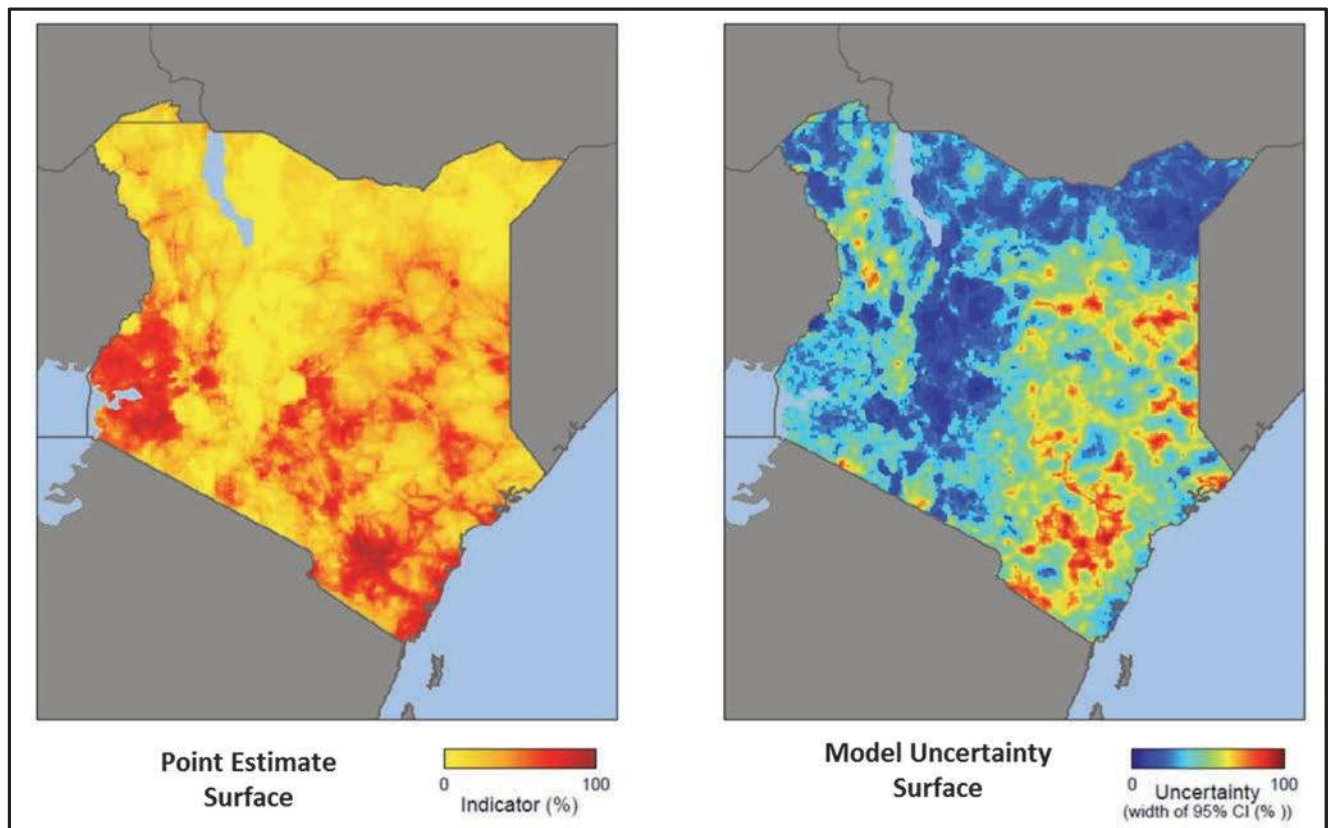 Point Estimate
Surface
0 100
Indicator (%)
Model Uncertainty
Surface
0 100
Uncertainty
(width of 95% CI (% ))